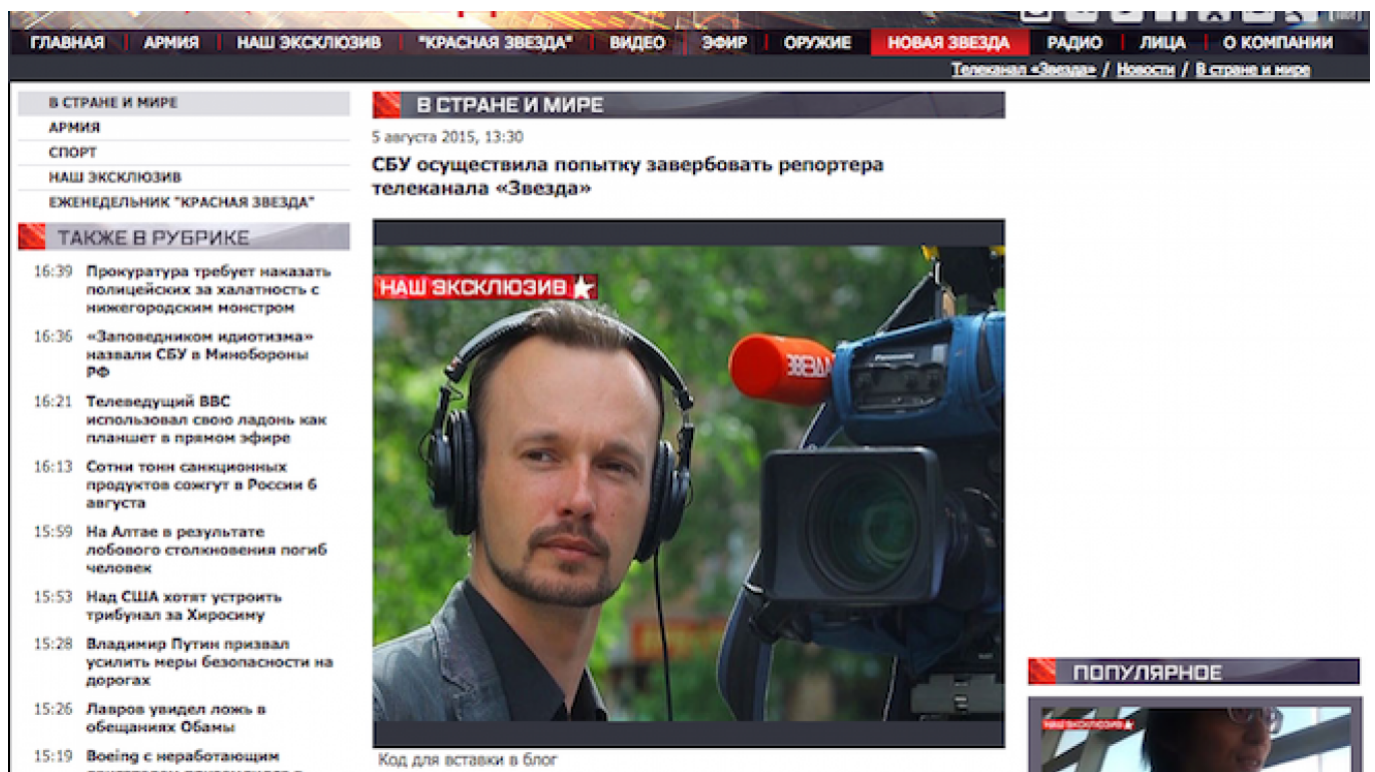 ГЛАВНАЯ АРМИЯ НАШ ЭКСКЛЮЗИВ "КРАСНАЯ ЗВЕЗДА" ВИДЕО ЭФИР ОРУЖИЕ НОВАЯ ЗВЕЗДА РАДИО ЛИЦА О КОМПАНИИ
Телеканал «Звезда» / Новости / В стране и мире
В СТРАНЕ И МИРЕ
АРМИЯ
СПОРТ
НАШ ЭКСКЛЮЗИВ
ЕЖЕНЕДЕЛЬНИК "КРАСНАЯ ЗВЕЗДА"
ТАКЖЕ В РУБРИКЕ
16:39 Прокуратура требует наказать
полицейских за халатность с
нижегородским монстром
16:36 «Заповедником идиотизма»
назвали СБУ в Минобороны
РФ
16:21 Телеведущий BBC
использовал свою ладонь как
планшет в прямом эфире
16:13 Сотни тонн санкционных
продуктов сожгут в России 6
августа
15:59 На Алтае в результате
лобового столкновения погиб
человек
15:53 Над США хотят устроить
трибунал за Хиросиму
15:28 Владимир Путин призвал
усилить меры безопасности на
дорогах
15:26 Лавров увидел ложь в
обещаниях Обамы
15:19 Boeing с неработающим
В СТРАНЕ И МИРЕ
5 августа 2015, 13:30
СБУ осуществила попытку завербовать репортера
телеканала «Звезда»
НАШ ЭКСКЛЮЗИВ
ЗВЕЗДА
Panasonic
Код для вставки в блог
ПОПУЛЯРНОЕ
НАШ ЭКСКЛЮЗИВ